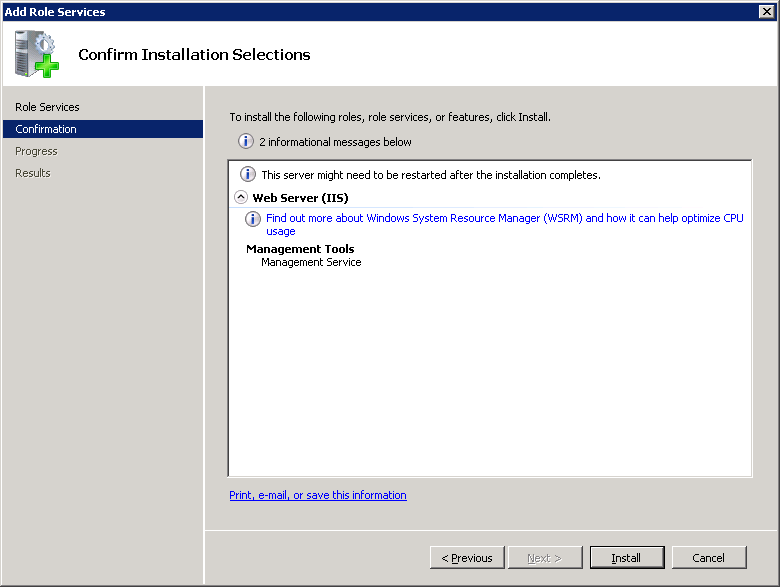 Add Role Services
Confirm Installation Selections
Role Services
Confirmation
Progress
Results
To install the following roles, role services, or features, click Install.
2 informational messages below
This server might need to be restarted after the installation completes.
Web Server (IIS)
Find out more about Windows System Resource Manager (WSRM) and how it can help optimize CPU
usage
Management Tools
Management Service
Print, e-mail, or save this information
< Previous
Next >
Install
Cancel